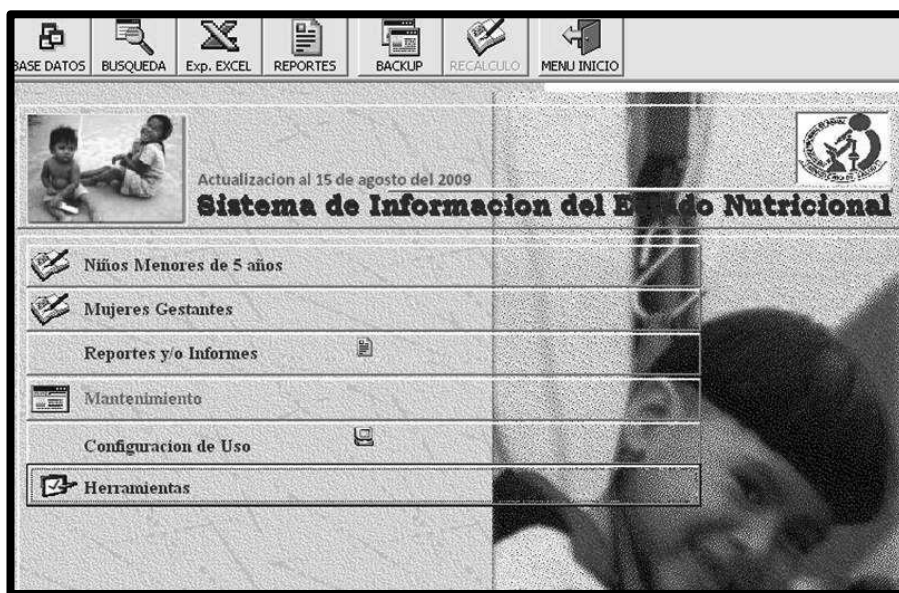 BASE DATOS BUSQUEDA Exp. EXCEL REPORTES BACKUP RECALCULO MENU INICIO
Actualizacion al 15 de agosto del 2009
Sistema de Informacion del Estado Nutricional
Niños Menores de 5 años
Mujeres Gestantes
Reportes y/o Informes
Mantenimiento
Configuracion de Uso
Herramientas